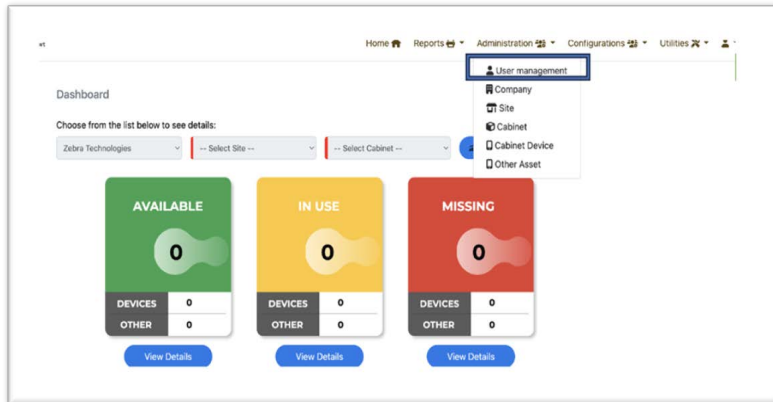 et
Home Reports Administration Configurations Utilities
User management
Company
Site
Cabinet
Cabinet Device
Other Asset
Dashboard
Choose from the list below to see details:
Zebra Technologies -- Select Site -- -- Select Cabinet --
AVAILABLE IN USE MISSING
0 0 0
DEVICES 0 DEVICES 0 DEVICES 0
OTHER 0 OTHER 0 OTHER 0
View Details View Details View Details